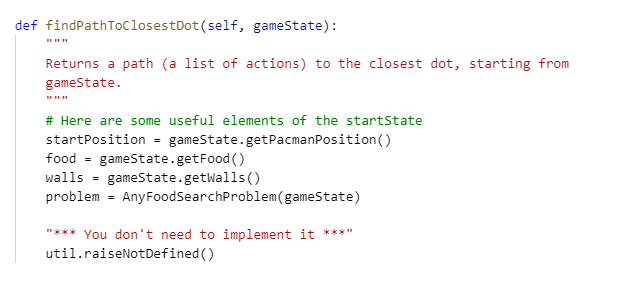 def findPathToClosestDot(self, gameState):
"""
Returns a path (a list of actions) to the closest dot, starting from
gameState.
"""
# Here are some useful elements of the startState
startPosition = gameState.getPacmanPosition()
food = gameState.getFood()
walls = gameState.getWalls()
problem = AnyFoodSearchProblem(gameState)
"*** You don't need to implement it ***"
util.raiseNotDefined()